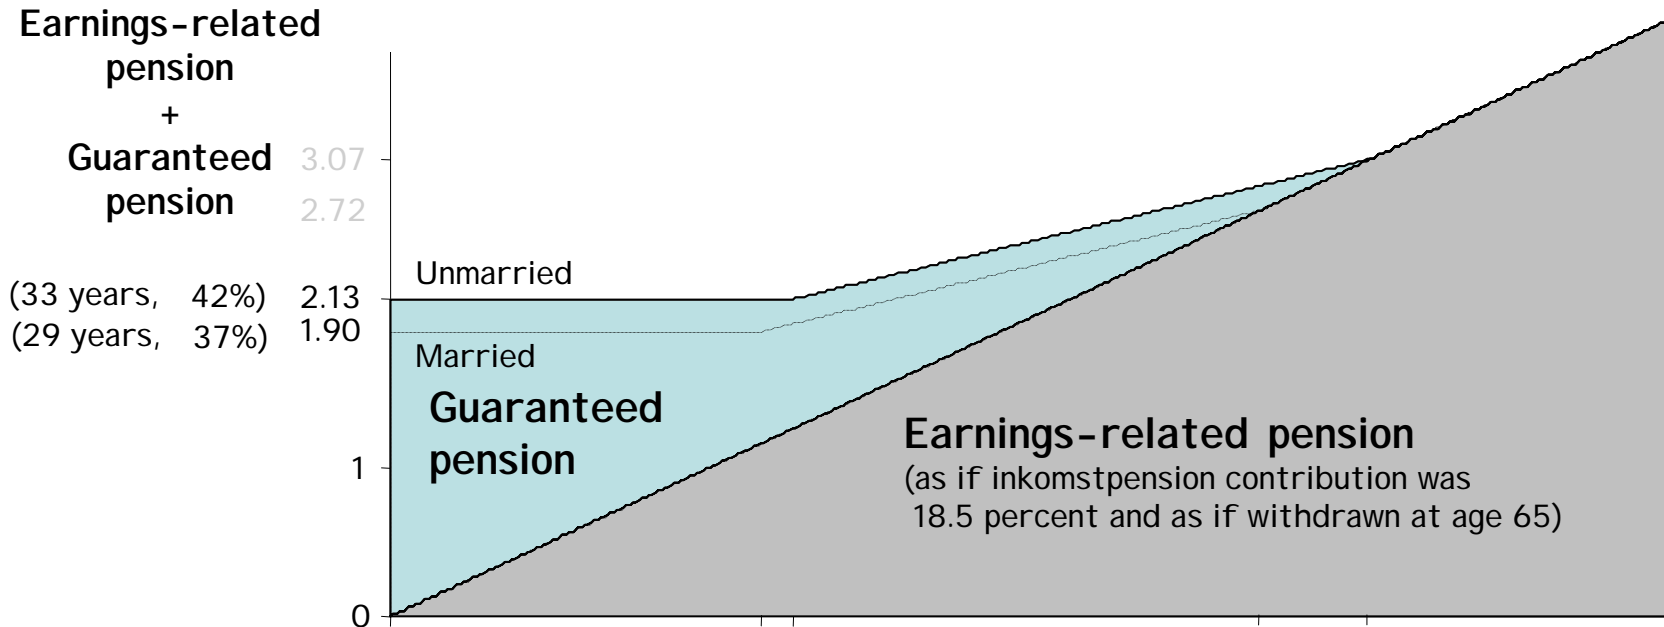 Earnings-related
pension
+
Guaranteed
pension
3.07
2.72
(33 years, 42%) 2.13
(29 years, 37%) 1.90
1
0
Unmarried
Married
Guaranteed
pension
Earnings-related pension
(as if inkomstpension contribution was
18.5 percent and as if withdrawn at age 65)